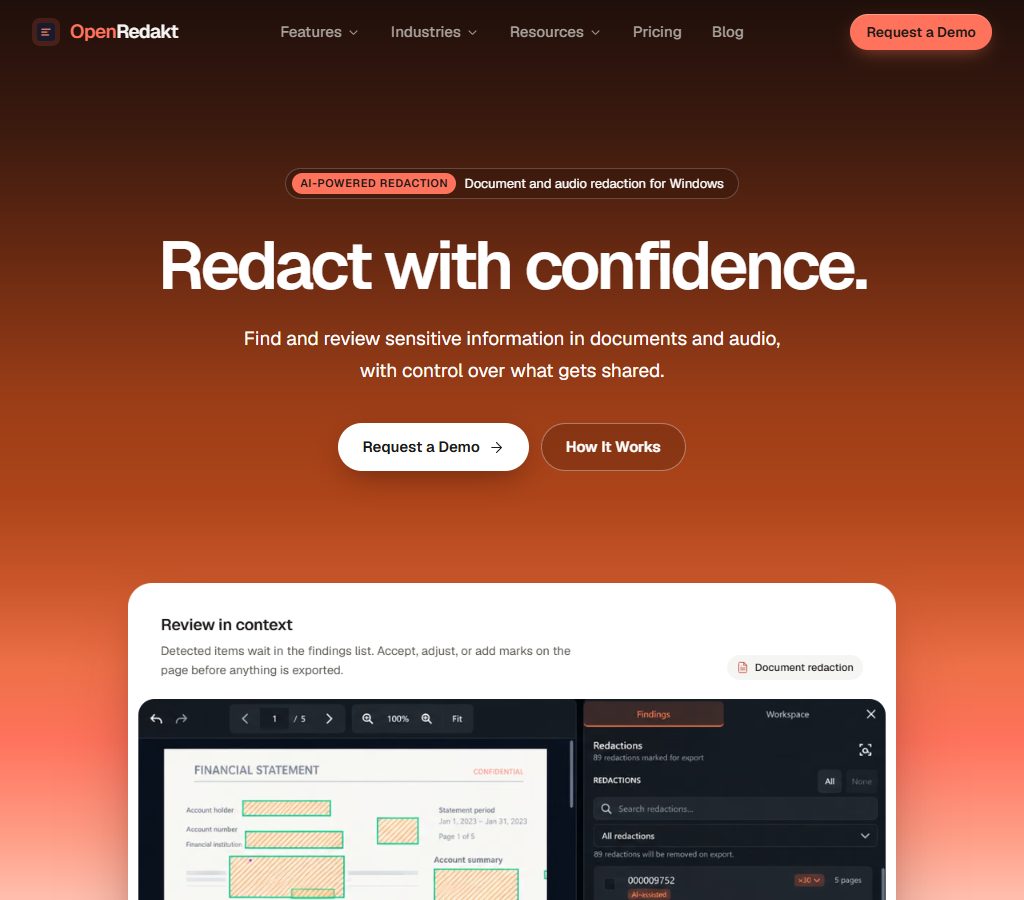 OpenRedakt
Features
Industries
Resources
Pricing
Blog
Request a Demo
AI-POWERED REDACTION
Document and audio redaction for Windows
Redact with confidence.
Find and review sensitive information in documents and audio,
with control over what gets shared.
Request a Demo
How It Works
Review in context
Detected items wait in the findings list. Accept, adjust, or add marks on the
page before anything is exported.
Document redaction
1 / 5
100%
Fit
FINANCIAL STATEMENT
CONFIDENTIAL
Account holder
Account number
Financial institution
Statement period
Jan 1, 2023 – Jan 31, 2023
Page 1 of 5
Account summary
Findings
Workspace
Redactions
89 redactions marked for export
REDACTIONS
All
None
Search redactions...
All redactions
89 redactions will be removed on export.
000009752
×30
5 pages
AI-assisted